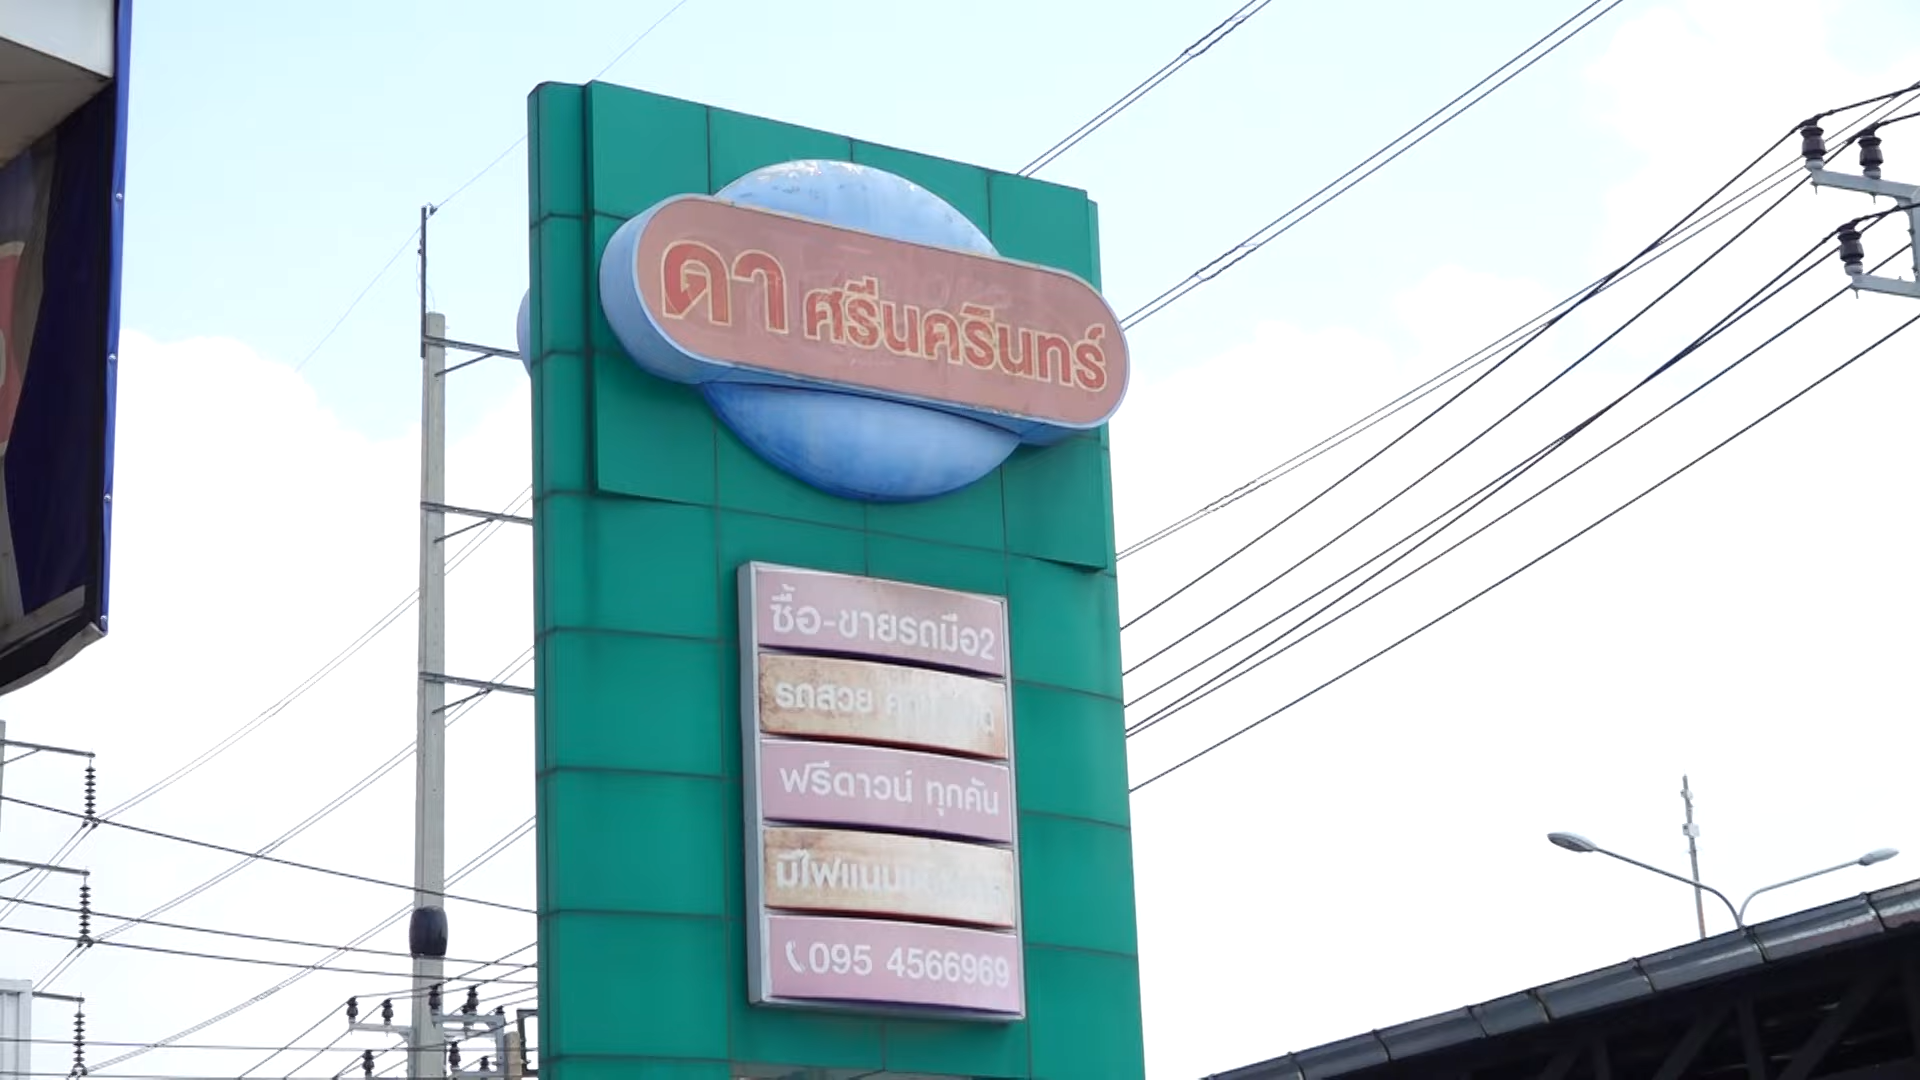 ดา ศรีนครินทร์
ซื้อ-ขายรถมือ2
รถสวย
ฟรีดาวน์ ทุกคัน
มีไฟแนน
095 4566969